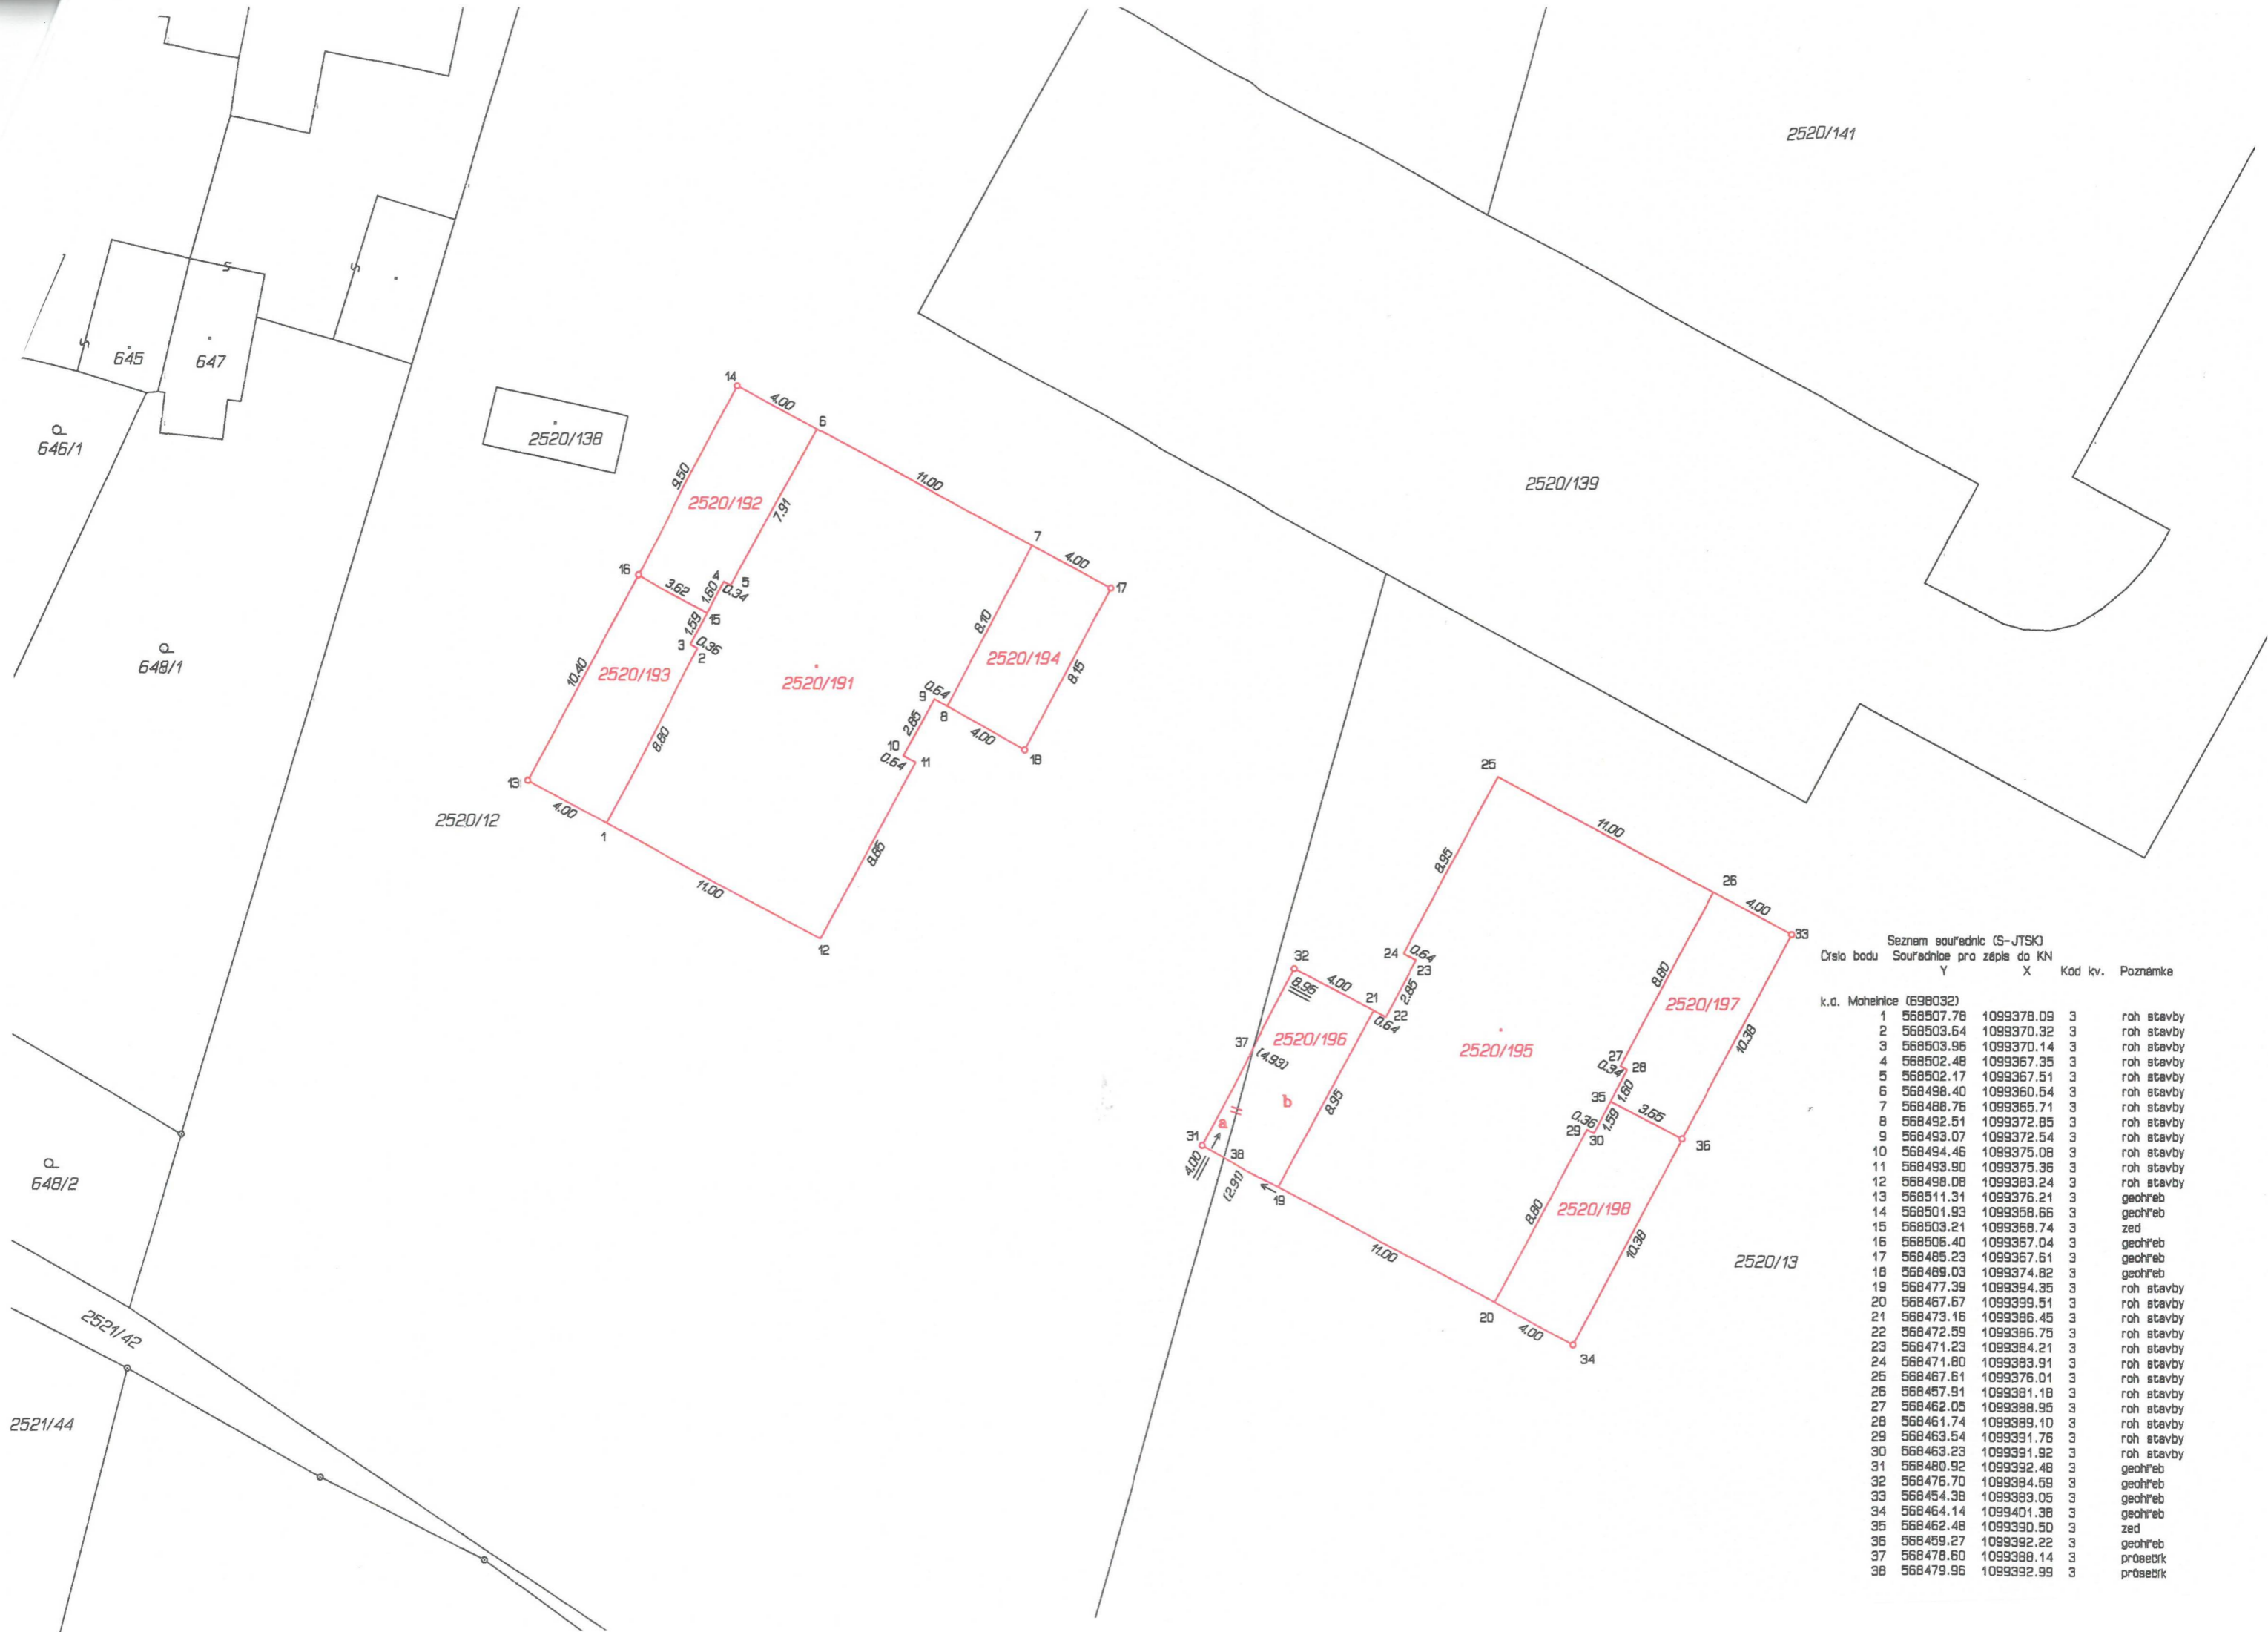 2520/141
645
647
646/1
648/1
2520/138
2520/139
14
4.00
6
9.50
2520/192
11.00
7.91
7
4.00
17
16
3.62
4
5
0.34
1.60
15
1.59
3
0.36
2
8.10
2520/194
8.15
10.40
2520/193
2520/191
9
0.64
8
2.85
4.00
18
10
0.64
11
8.80
13
4.00
1
2520/12
8.85
11.00
12
25
11.00
8.95
26
4.00
33
24
0.64
23
32
8.95
4.00
21
2.85
22
0.64
8.80
2520/197
37
(4.93)
2520/196
2520/195
10.38
27
0.34
28
1.60
b
8.95
35
3.65
0.36
1.59
29
30
36
31
a
38
4.00
(2.91)
19
8.80
2520/198
10.38
11.00
2520/13
20
4.00
34
648/2
2521/42
2521/44
Seznam souřadnic (S-JTSK)
Číslo bodu Souřadnice pro zápis do KN
Y X Kód kv. Poznámka
k.ú. Mohelnice (698032)
1 568507.78 1099378.09 3 roh stavby
2 568503.64 1099370.32 3 roh stavby
3 568503.96 1099370.14 3 roh stavby
4 568502.48 1099367.35 3 roh stavby
5 568502.17 1099367.51 3 roh stavby
6 568498.40 1099360.54 3 roh stavby
7 568488.76 1099365.71 3 roh stavby
8 568492.51 1099372.85 3 roh stavby
9 568493.07 1099372.54 3 roh stavby
10 568494.46 1099375.08 3 roh stavby
11 568493.90 1099375.36 3 roh stavby
12 568498.08 1099383.24 3 roh stavby
13 568511.31 1099376.21 3 geohřeb
14 568501.93 1099358.66 3 geohřeb
15 568503.21 1099368.74 3 zed
16 568506.40 1099367.04 3 geohřeb
17 568485.23 1099367.61 3 geohřeb
18 568489.03 1099374.82 3 geohřeb
19 568477.39 1099394.35 3 roh stavby
20 568467.67 1099399.51 3 roh stavby
21 568473.16 1099386.45 3 roh stavby
22 568472.59 1099386.75 3 roh stavby
23 568471.23 1099384.21 3 roh stavby
24 568471.80 1099383.91 3 roh stavby
25 568467.61 1099376.01 3 roh stavby
26 568457.91 1099381.18 3 roh stavby
27 568462.05 1099388.95 3 roh stavby
28 568461.74 1099389.10 3 roh stavby
29 568463.54 1099391.76 3 roh stavby
30 568463.23 1099391.92 3 roh stavby
31 568480.92 1099392.48 3 geohřeb
32 568476.70 1099384.59 3 geohřeb
33 568454.38 1099383.05 3 geohřeb
34 568464.14 1099401.38 3 geohřeb
35 568462.48 1099390.50 3 zed
36 568459.27 1099392.22 3 geohřeb
37 568478.60 1099388.14 3 průsečík
38 568479.96 1099392.99 3 průsečík